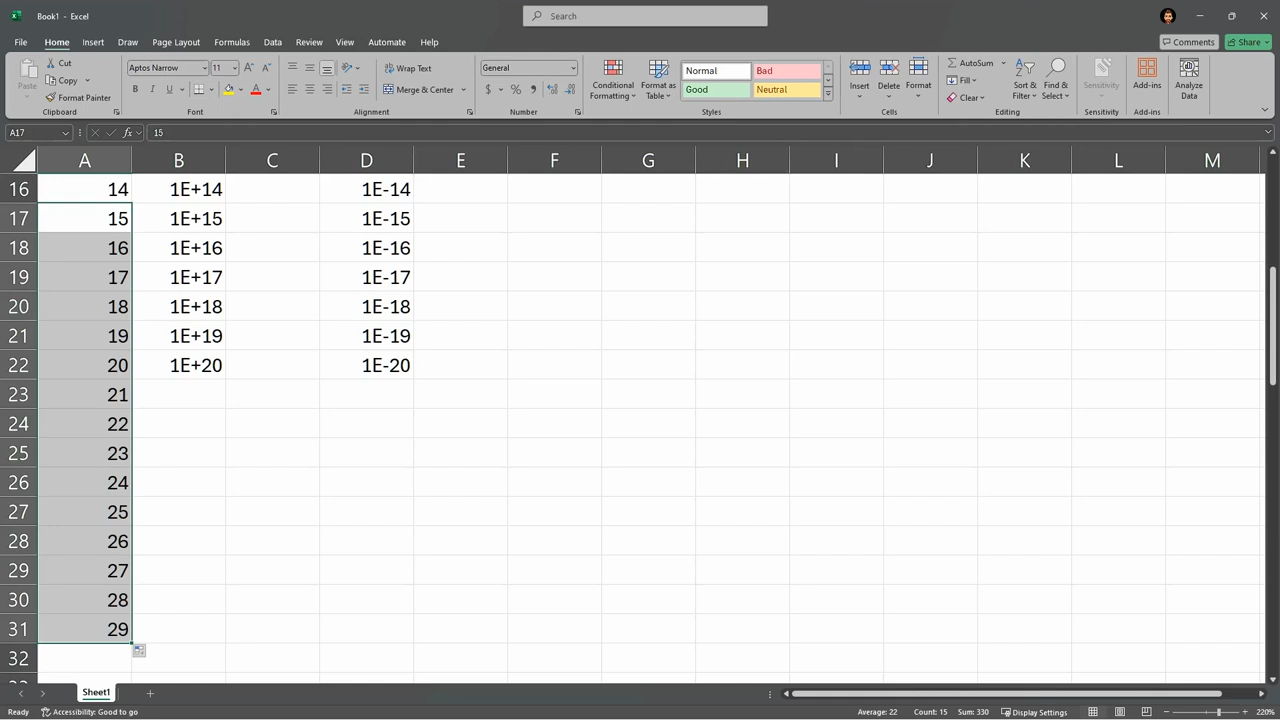 Book1 - Excel
Search
File Home Insert Draw Page Layout Formulas Data Review View Automate Help
Comments Share
Paste
Cut
Copy
Format Painter
Clipboard
Aptos Narrow 11
B I U
Font
Wrap Text
Merge & Center
Alignment
General
$ % 9
Number
Conditional
Formatting
Format as
Table
Normal Bad
Good Neutral
Styles
Insert Delete Format
Cells
AutoSum
Fill
Clear
Sort &
Filter
Find &
Select
Editing
Sensitivity
Sensitivity
Add-ins
Add-ins
Analyze
Data
A17 fx 15
A B C D E F G H I J K L M
16 14 1E+14 1E-14
17 15 1E+15 1E-15
18 16 1E+16 1E-16
19 17 1E+17 1E-17
20 18 1E+18 1E-18
21 19 1E+19 1E-19
22 20 1E+20 1E-20
23 21
24 22
25 23
26 24
27 25
28 26
29 27
30 28
31 29
32
Sheet1
Ready Accessibility: Good to go Average: 22 Count: 15 Sum: 330 Display Settings 220%